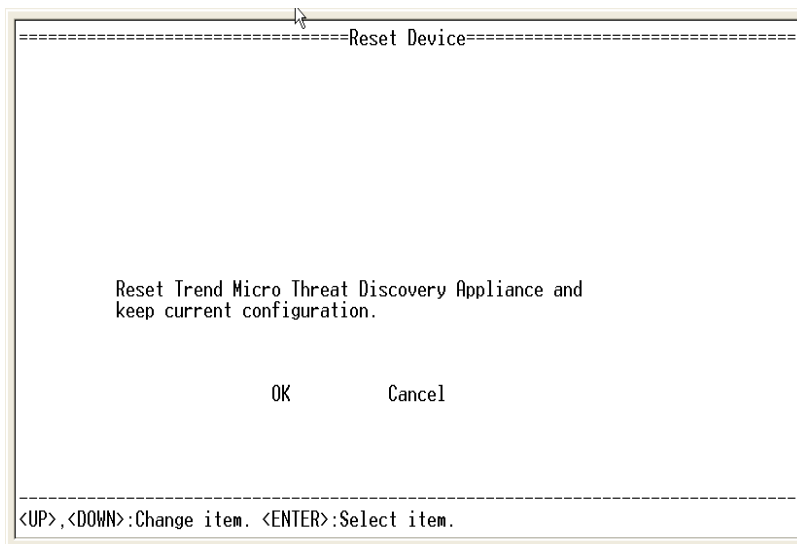 ==================================Reset Device==================================
Reset Trend Micro Threat Discovery Appliance and
keep current configuration.
OK Cancel
--------------------------------------------------------------------------------
<UP>,<DOWN>:Change item. <ENTER>:Select item.